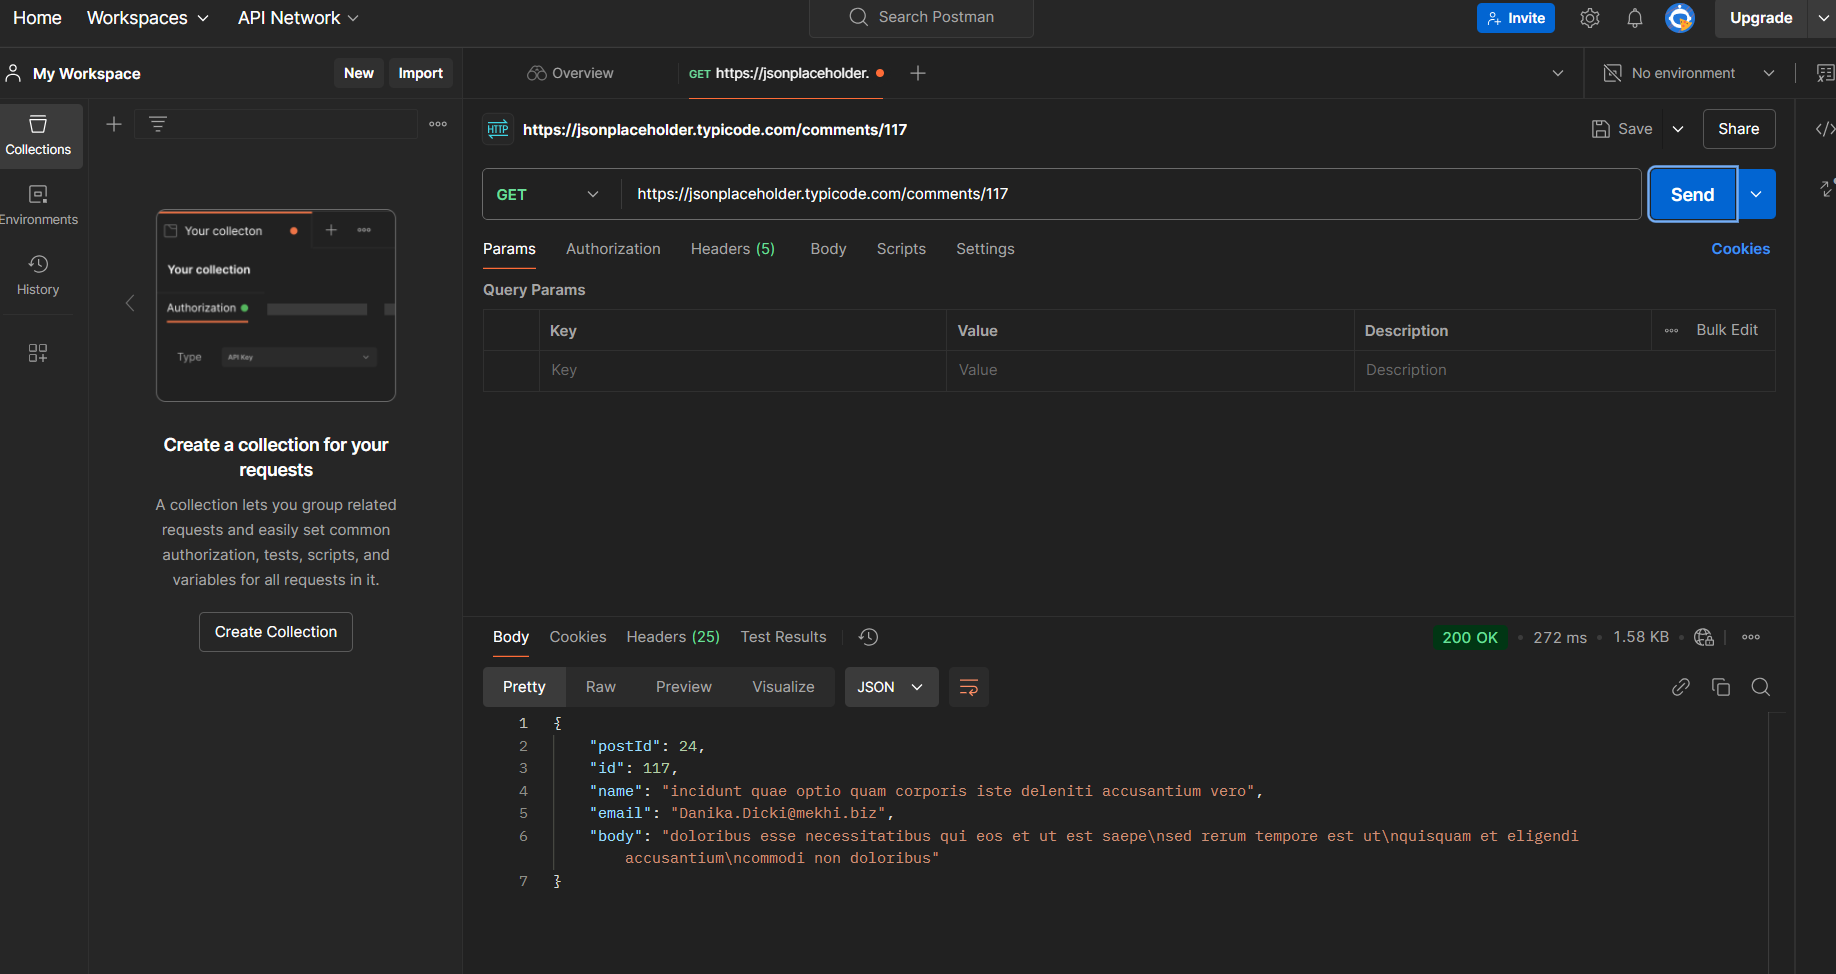 Home Workspaces API Network Search Postman Invite Upgrade
My Workspace New Import Overview GET https://jsonplaceholder. No environment
Collections
Environments
History
Your collecton
Your collection
Authorization
Type API Key
Create a collection for your
requests
A collection lets you group related
requests and easily set common
authorization, tests, scripts, and
variables for all requests in it.
Create Collection
HTTP https://jsonplaceholder.typicode.com/comments/117 Save Share
GET https://jsonplaceholder.typicode.com/comments/117 Send
Params Authorization Headers (5) Body Scripts Settings Cookies
Query Params
Key Value Description Bulk Edit
Key Value Description
Body Cookies Headers (25) Test Results 200 OK 272 ms 1.58 KB
Pretty Raw Preview Visualize JSON
1 {
2 "postId": 24,
3 "id": 117,
4 "name": "incidunt quae optio quam corporis iste deleniti accusantium vero",
5 "email": "Danika.Dicki@mekhi.biz",
6 "body": "doloribus esse necessitatibus qui eos et ut est saepe\nsed rerum tempore est ut\nquisquam et eligendi
accusantium\ncommodi non doloribus"
7 }